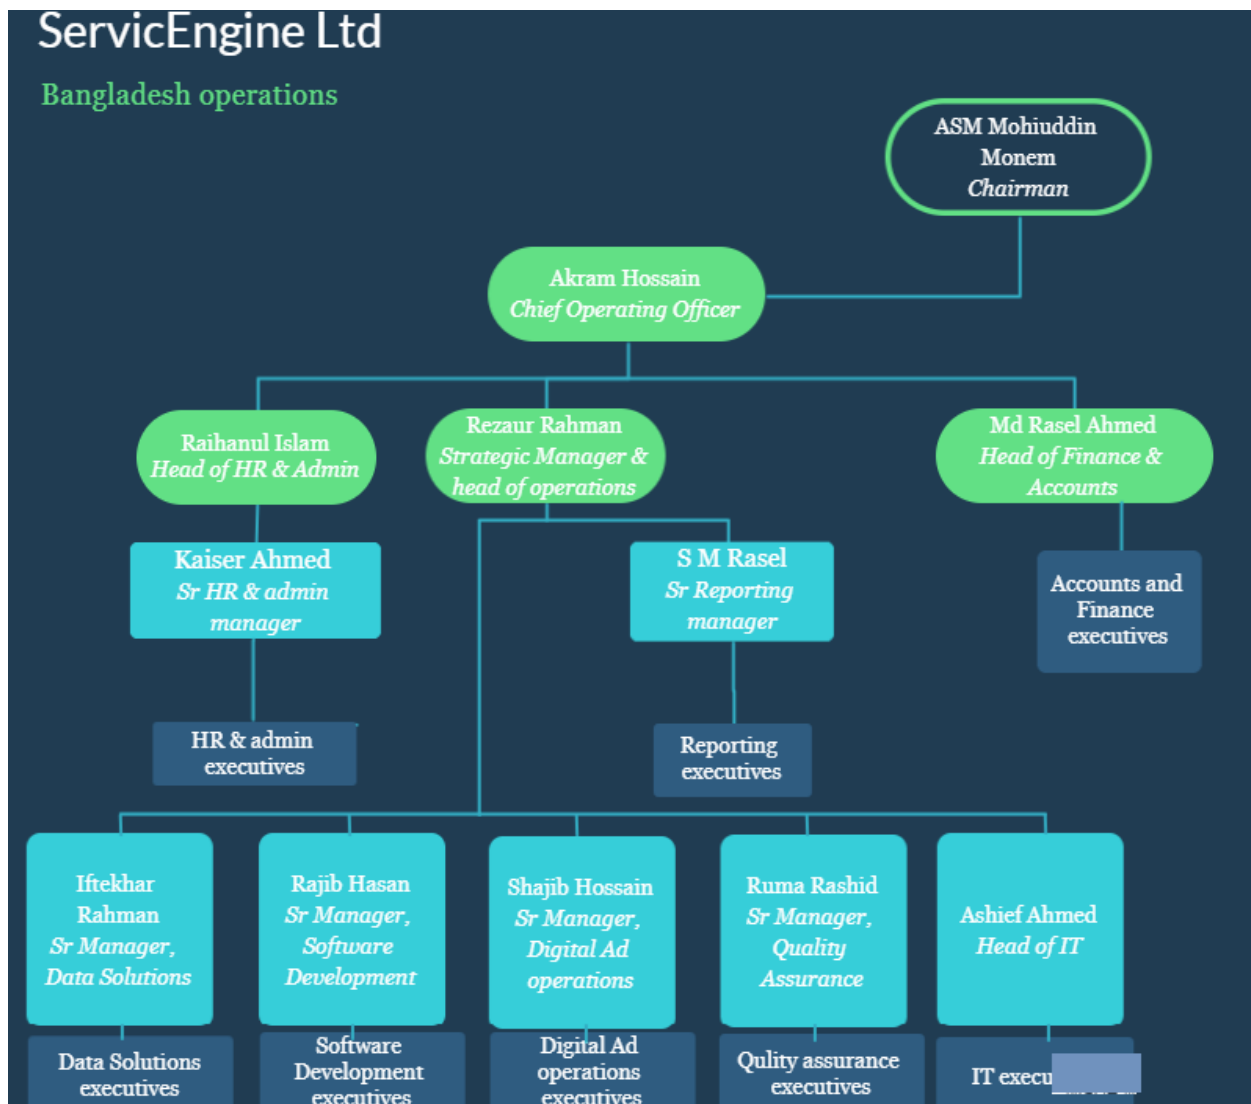 ServicEngine Ltd
Bangladesh operations
ASM Mohiuddin
Monem
Chairman
Akram Hossain
Chief Operating Officer
Raihanul Islam
Head of HR & Admin
Rezaur Rahman
Strategic Manager &
head of operations
Md Rasel Ahmed
Head of Finance &
Accounts
Kaiser Ahmed
Sr HR & admin
manager
S M Rasel
Sr Reporting
manager
Accounts and
Finance
executives
HR & admin
executives
Reporting
executives
Iftekhar
Rahman
Sr Manager,
Data Solutions
Rajib Hasan
Sr Manager,
Software
Development
Shajib Hossain
Sr Manager,
Digital Ad
operations
Ruma Rashid
Sr Manager,
Quality
Assurance
Ashief Ahmed
Head of IT
Data Solutions
executives
Software
Development
executives
Digital Ad
operations
executives
Qulity assurance
executives
IT